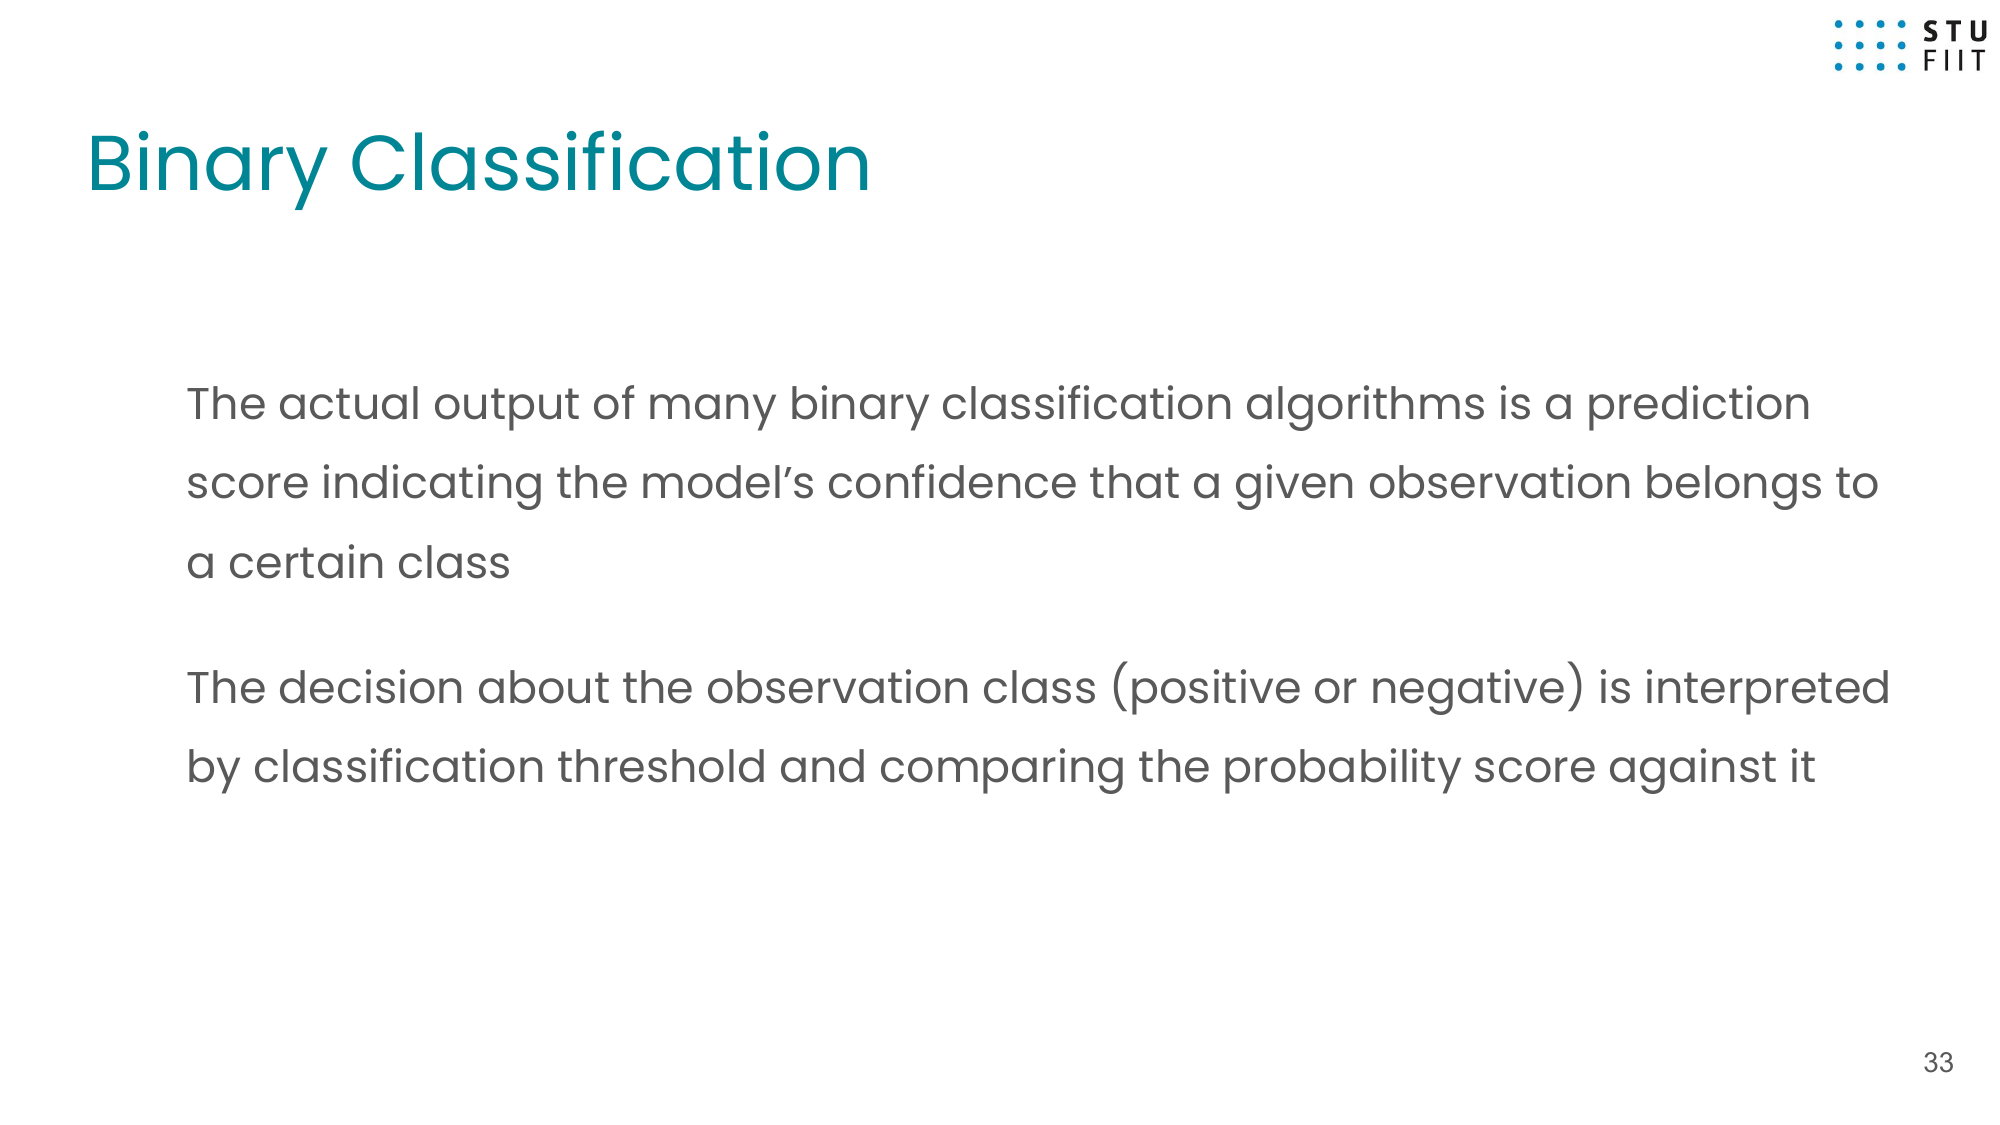 STU
FIIT
Binary Classification
The actual output of many binary classification algorithms is a prediction
score indicating the model’s confidence that a given observation belongs to
a certain class
The decision about the observation class (positive or negative) is interpreted
by classification threshold and comparing the probability score against it
33